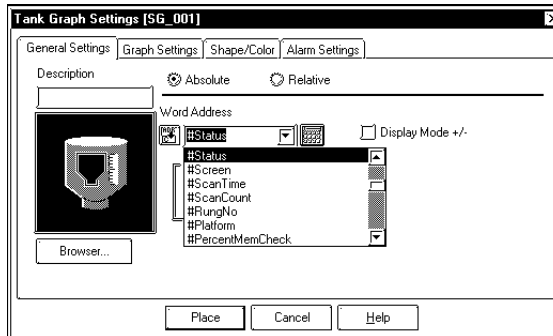 Tank Graph Settings [SG_001]
General Settings Graph Settings Shape/Color Alarm Settings
Description
Absolute Relative
Word Address
#Status Display Mode +/-
#Status
#Screen
#ScanTime
#ScanCount
#RungNo
#Platform
#PercentMemCheck
Browser...
Place Cancel Help